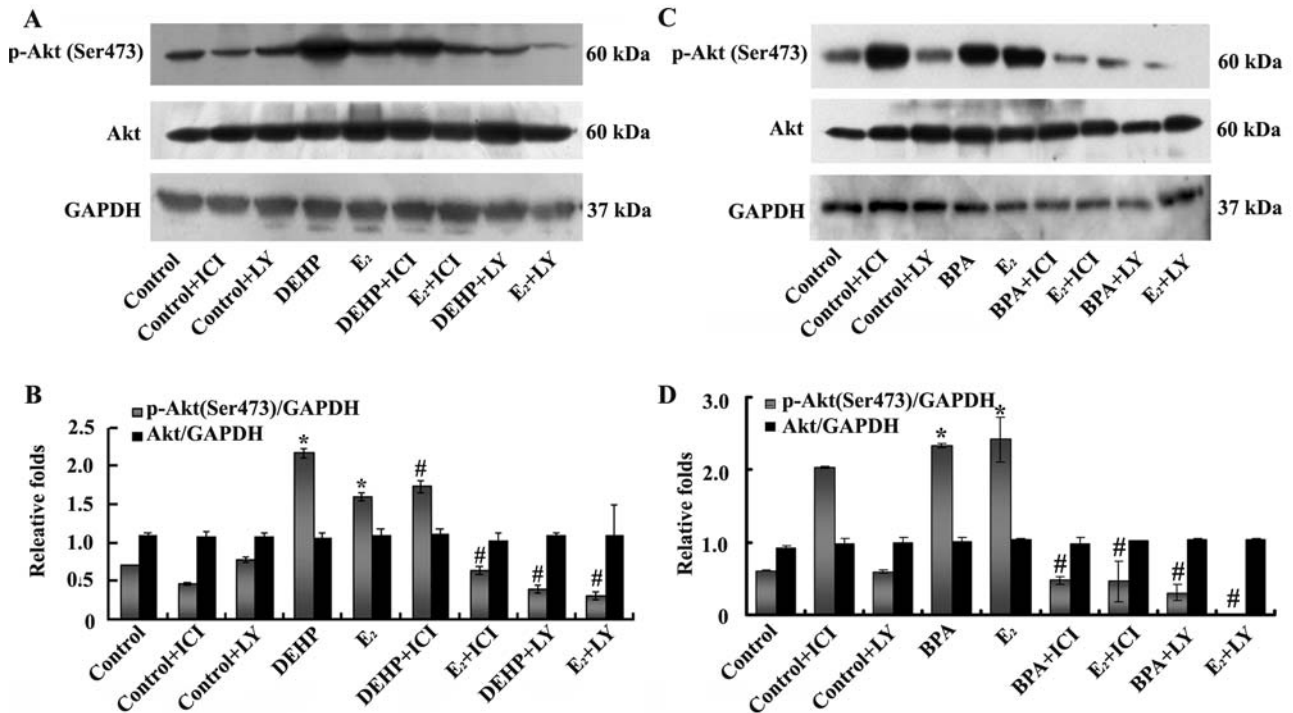 A
p-Akt (Ser473)
60 kDa
Akt
60 kDa
GAPDH
37 kDa
Control
Control+ICI
Control+LY
DEHP
E₂
DEHP+ICI
E₂+ICI
DEHP+LY
E₂+LY
C
p-Akt (Ser473)
60 kDa
Akt
60 kDa
GAPDH
37 kDa
Control
Control+ICI
Control+LY
BPA
E₂
BPA+ICI
E₂+ICI
BPA+LY
E₂+LY
B
p-Akt(Ser473)/GAPDH
Akt/GAPDH
Releative folds
2.5
2.0
1.5
1.0
0.5
0
*
*
#
#
#
#
Control
Control+ICI
Control+LY
DEHP
E₂
DEHP+ICI
E₂+ICI
DEHP+LY
E₂+LY
D
p-Akt(Ser473)/GAPDH
Akt/GAPDH
Relative folds
3.0
2.0
1.0
0
*
*
#
#
#
#
Control
Control+ICI
Control+LY
BPA
E₂
BPA+ICI
E₂+ICI
BPA+LY
E₂+LY